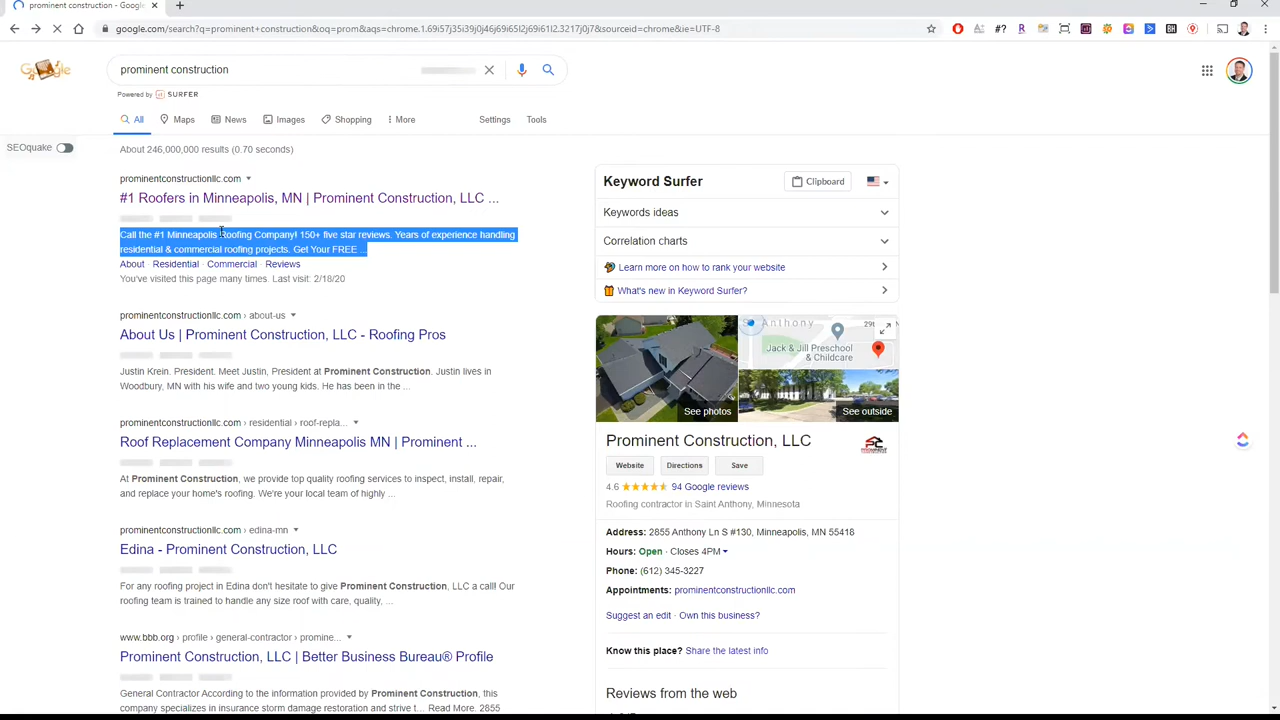 prominent construction - Google
google.com/search?q=prominent+construction&oq=prom&aqs=chrome.1.69i57j35i39j0j46j69i65l2j69i61l2.3217j0j7&sourceid=chrome&ie=UTF-8
prominent construction
Powered by SURFER
All Maps News Images Shopping More Settings Tools
SEOquake
About 246,000,000 results (0.70 seconds)
prominentconstructionllc.com
#1 Roofers in Minneapolis, MN | Prominent Construction, LLC ...
Call the #1 Minneapolis Roofing Company! 150+ five star reviews. Years of experience handling
residential & commercial roofing projects. Get Your FREE ...
About · Residential · Commercial · Reviews
You've visited this page many times. Last visit: 2/18/20
prominentconstructionllc.com › about-us
About Us | Prominent Construction, LLC - Roofing Pros
Justin Krein. President. Meet Justin, President at Prominent Construction. Justin lives in
Woodbury, MN with his wife and two young kids. He has been in the ...
prominentconstructionllc.com › residential › roof-repla...
Roof Replacement Company Minneapolis MN | Prominent ...
At Prominent Construction, we provide top quality roofing services to inspect, install, repair,
and replace your home's roofing. We're your local team of highly ...
prominentconstructionllc.com › edina-mn
Edina - Prominent Construction, LLC
For any roofing project in Edina don't hesitate to give Prominent Construction, LLC a call! Our
roofing team is trained to handle any size roof with care, quality, ...
www.bbb.org › profile › general-contractor › promine...
Prominent Construction, LLC | Better Business Bureau® Profile
General Contractor According to the information provided by Prominent Construction, this
company specializes in insurance storm damage restoration and strive t... Read More. 2855
Keyword Surfer
Clipboard
Keywords ideas
Correlation charts
Learn more on how to rank your website
What's new in Keyword Surfer?
Anthony
29t
Jack & Jill Preschool
& Childcare
See photos
See outside
Prominent Construction, LLC
Website Directions Save
4.6 94 Google reviews
Roofing contractor in Saint Anthony, Minnesota
Address: 2855 Anthony Ln S #130, Minneapolis, MN 55418
Hours: Open · Closes 4PM
Phone: (612) 345-3227
Appointments: prominentconstructionllc.com
Suggest an edit · Own this business?
Know this place? Share the latest info
Reviews from the web